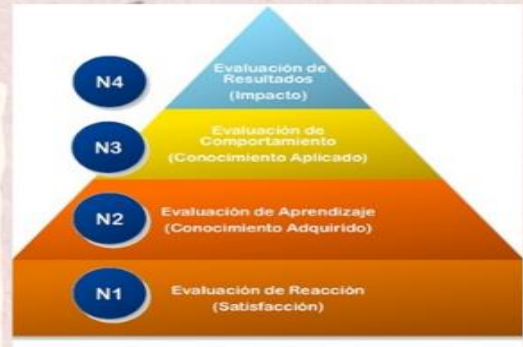 N4
Evaluación de
Resultados
(Impacto)
N3
Evaluación de
Comportamiento
(Conocimiento Aplicado)
N2
Evaluación de Aprendizaje
(Conocimiento Adquirido)
N1
Evaluación de Reacción
(Satisfacción)